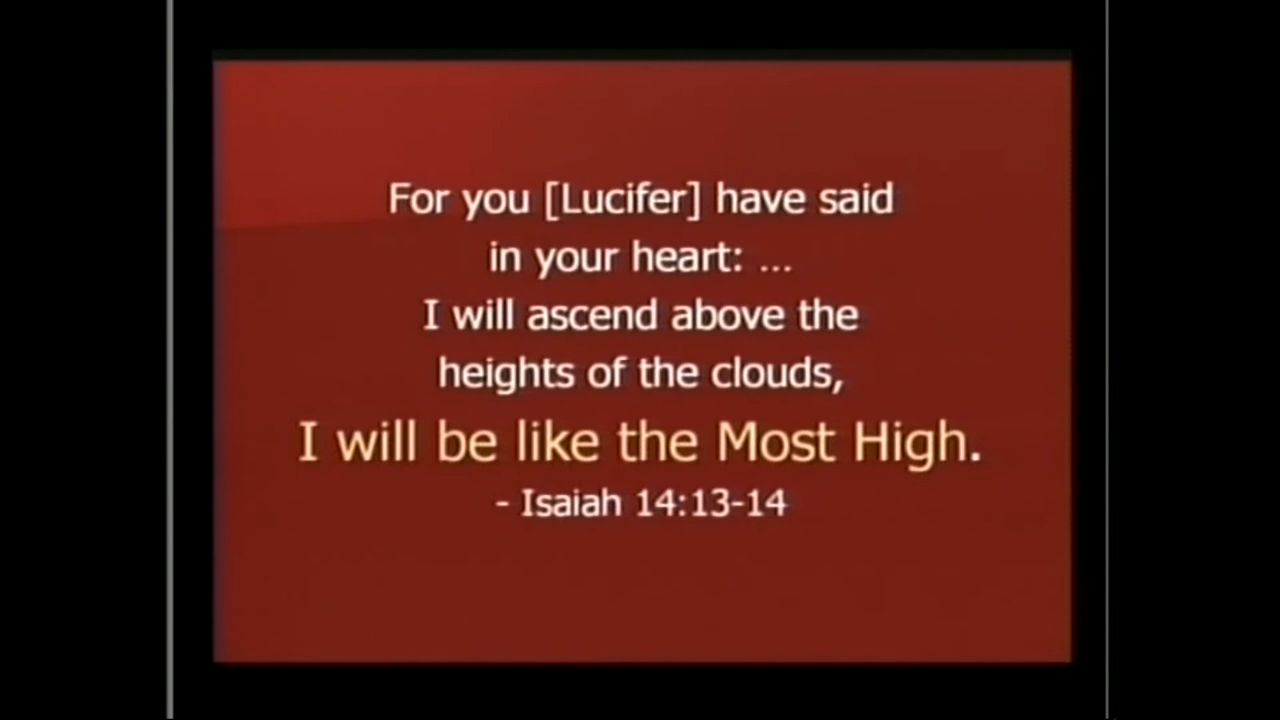 For you [Lucifer] have said
in your heart: ...
I will ascend above the
heights of the clouds,
I will be like the Most High.
- Isaiah 14:13-14